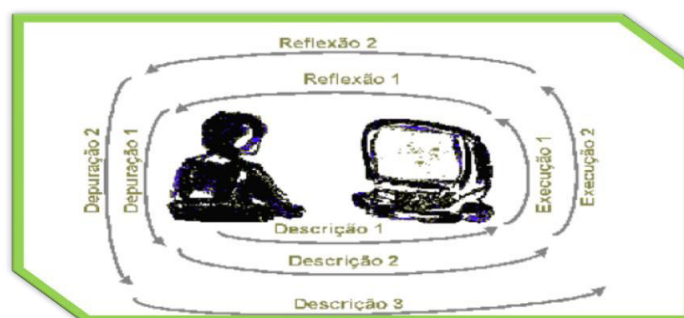 Reflexão 2
Reflexão 1
Depuração 2
Depuração 1
Execução 1
Execução 2
Descrição 1
Descrição 2
Descrição 3